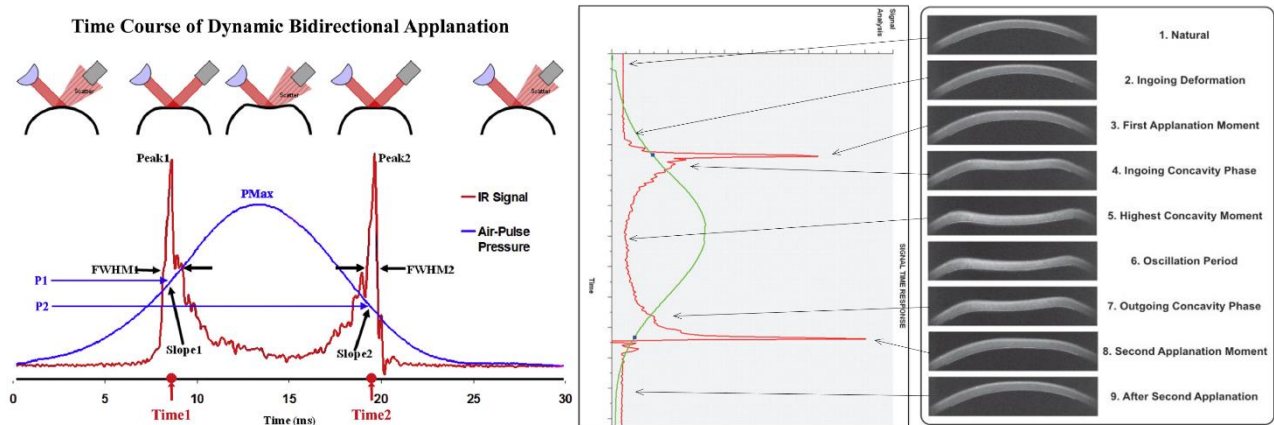 Time Course of Dynamic Bidirectional Applanation
Scatter
Scatter
Scatter
Peak1
Peak2
PMax
IR Signal
Air-Pulse
Pressure
FWHM1
FWHM2
P1
P2
Slope1
Slope2
0
5
10
15
20
25
30
Time1
Time (ms)
Time2
Signal
Analysis
SIGNAL TIME RESPONSE
Time
1. Natural
2. Ingoing Deformation
3. First Applanation Moment
4. Ingoing Concavity Phase
5. Highest Concavity Moment
6. Oscillation Period
7. Outgoing Concavity Phase
8. Second Applanation Moment
9. After Second Applanation